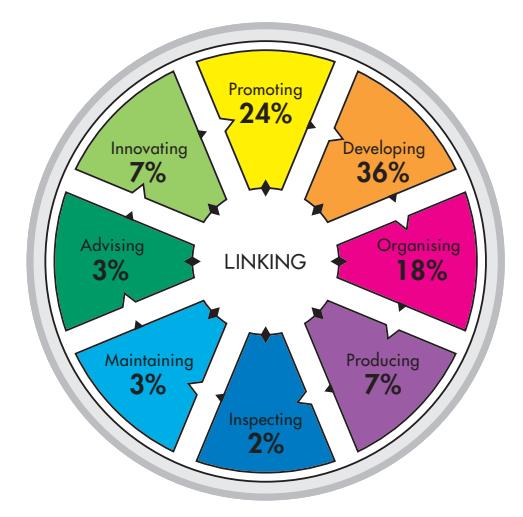 Promoting
24%
Developing
36%
Organising
18%
Producing
7%
Inspecting
2%
Maintaining
3%
Advising
3%
Innovating
7%
LINKING